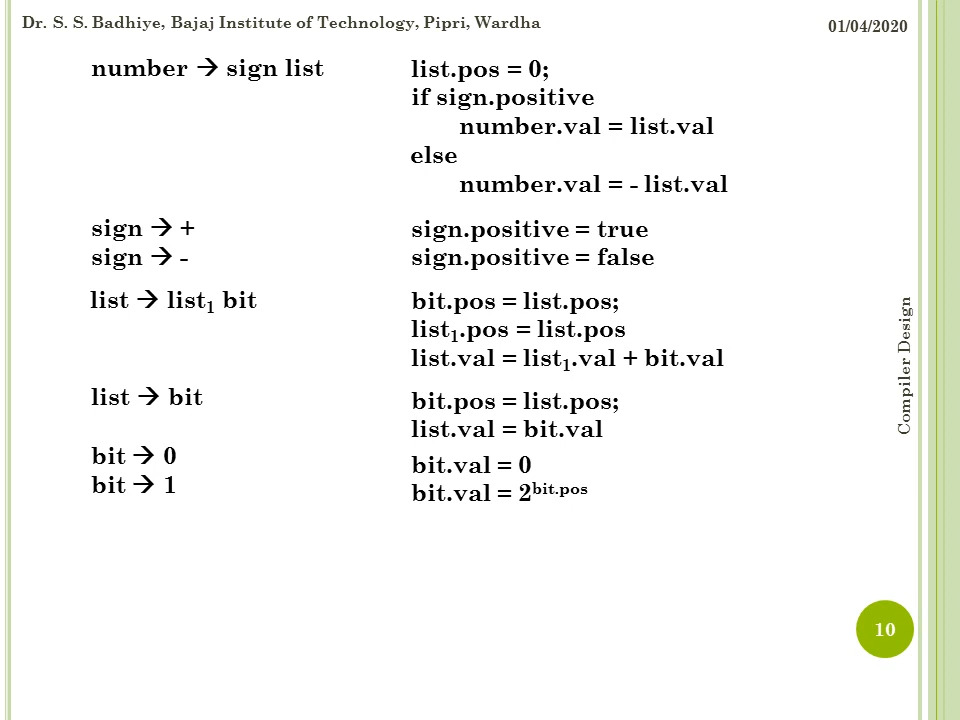 Dr. S. S. Badhiye, Bajaj Institute of Technology, Pipri, Wardha
01/04/2020
number → sign list
list.pos = 0;
if sign.positive
number.val = list.val
else
number.val = - list.val
sign → +
sign → -
sign.positive = true
sign.positive = false
list → list₁ bit
bit.pos = list.pos;
list₁.pos = list.pos
list.val = list₁.val + bit.val
list → bit
bit.pos = list.pos;
list.val = bit.val
bit → 0
bit → 1
bit.val = 0
bit.val = 2^bit.pos
Compiler Design
10